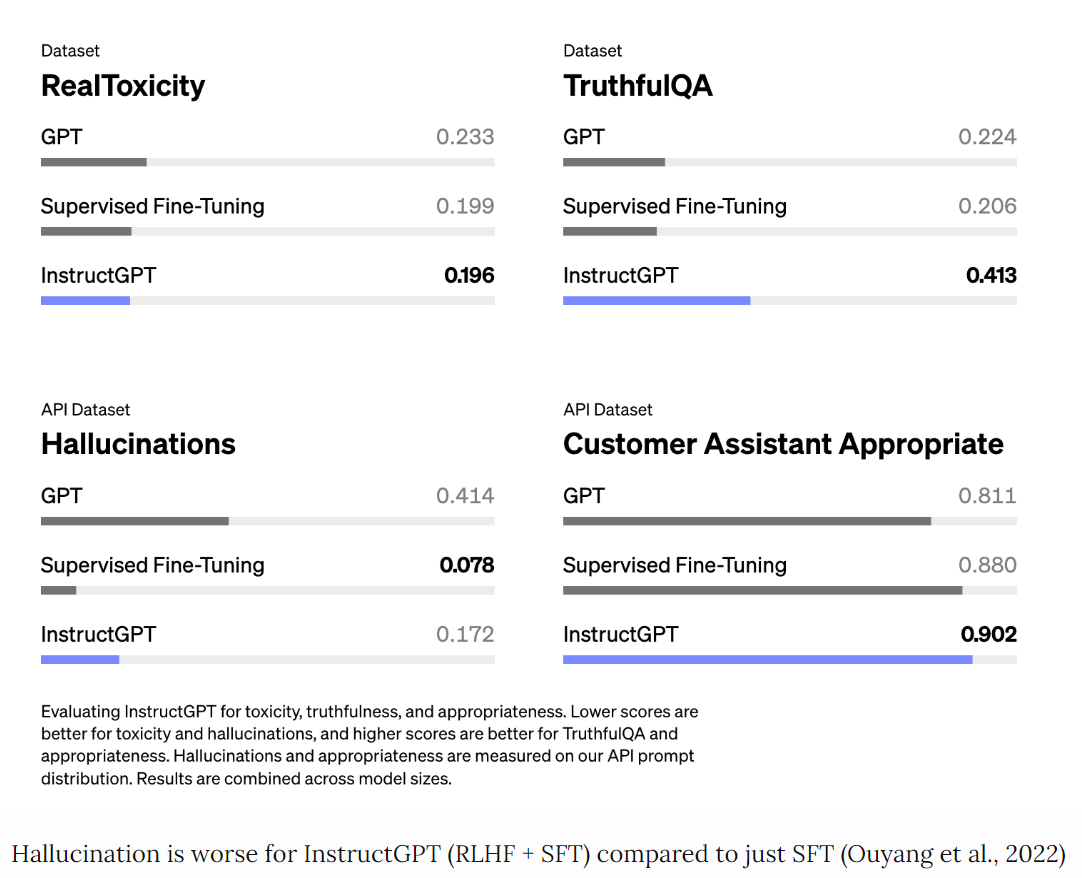 Dataset
RealToxicity
GPT 0.233
Supervised Fine-Tuning 0.199
InstructGPT 0.196
Dataset
TruthfulQA
GPT 0.224
Supervised Fine-Tuning 0.206
InstructGPT 0.413
API Dataset
Hallucinations
GPT 0.414
Supervised Fine-Tuning 0.078
InstructGPT 0.172
API Dataset
Customer Assistant Appropriate
GPT 0.811
Supervised Fine-Tuning 0.880
InstructGPT 0.902
Evaluating InstructGPT for toxicity, truthfulness, and appropriateness. Lower scores are
better for toxicity and hallucinations, and higher scores are better for TruthfulQA and
appropriateness. Hallucinations and appropriateness are measured on our API prompt
distribution. Results are combined across model sizes.
Hallucination is worse for InstructGPT (RLHF + SFT) compared to just SFT (Ouyang et al., 2022)